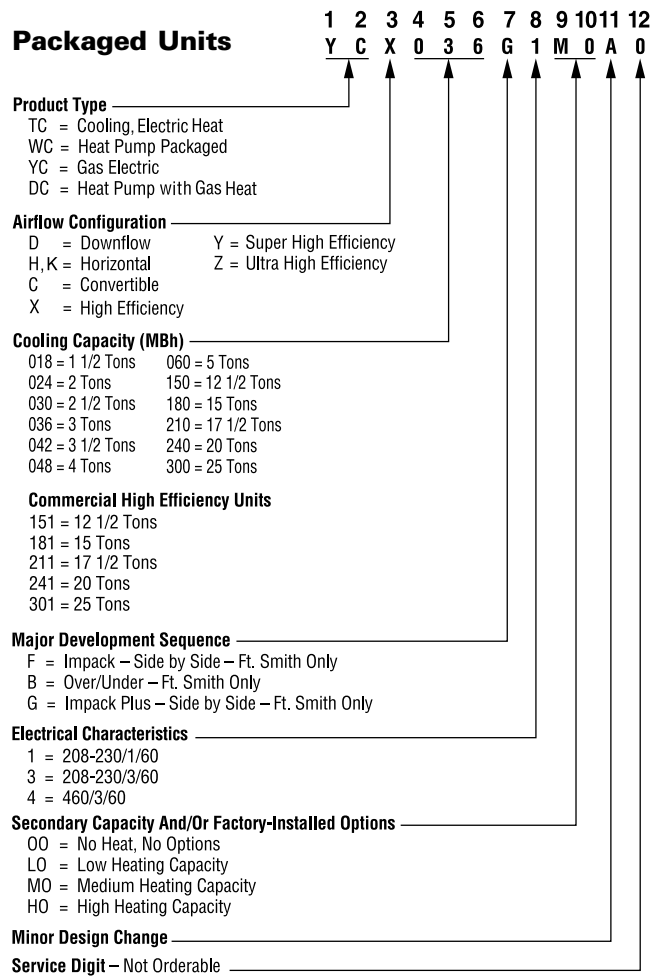 1 2 3 4 5 6 7 8 9 10 11 12
Packaged Units Y C X 0 3 6 G 1 M 0 A 0
Product Type
TC = Cooling, Electric Heat
WC = Heat Pump Packaged
YC = Gas Electric
DC = Heat Pump with Gas Heat
Airflow Configuration
D = Downflow Y = Super High Efficiency
H,K = Horizontal Z = Ultra High Efficiency
C = Convertible
X = High Efficiency
Cooling Capacity (MBh)
018 = 1 1/2 Tons 060 = 5 Tons
024 = 2 Tons 150 = 12 1/2 Tons
030 = 2 1/2 Tons 180 = 15 Tons
036 = 3 Tons 210 = 17 1/2 Tons
042 = 3 1/2 Tons 240 = 20 Tons
048 = 4 Tons 300 = 25 Tons
Commercial High Efficiency Units
151 = 12 1/2 Tons
181 = 15 Tons
211 = 17 1/2 Tons
241 = 20 Tons
301 = 25 Tons
Major Development Sequence
F = Impack – Side by Side – Ft. Smith Only
B = Over/Under – Ft. Smith Only
G = Impack Plus – Side by Side – Ft. Smith Only
Electrical Characteristics
1 = 208-230/1/60
3 = 208-230/3/60
4 = 460/3/60
Secondary Capacity And/Or Factory-Installed Options
OO = No Heat, No Options
LO = Low Heating Capacity
MO = Medium Heating Capacity
HO = High Heating Capacity
Minor Design Change
Service Digit – Not Orderable